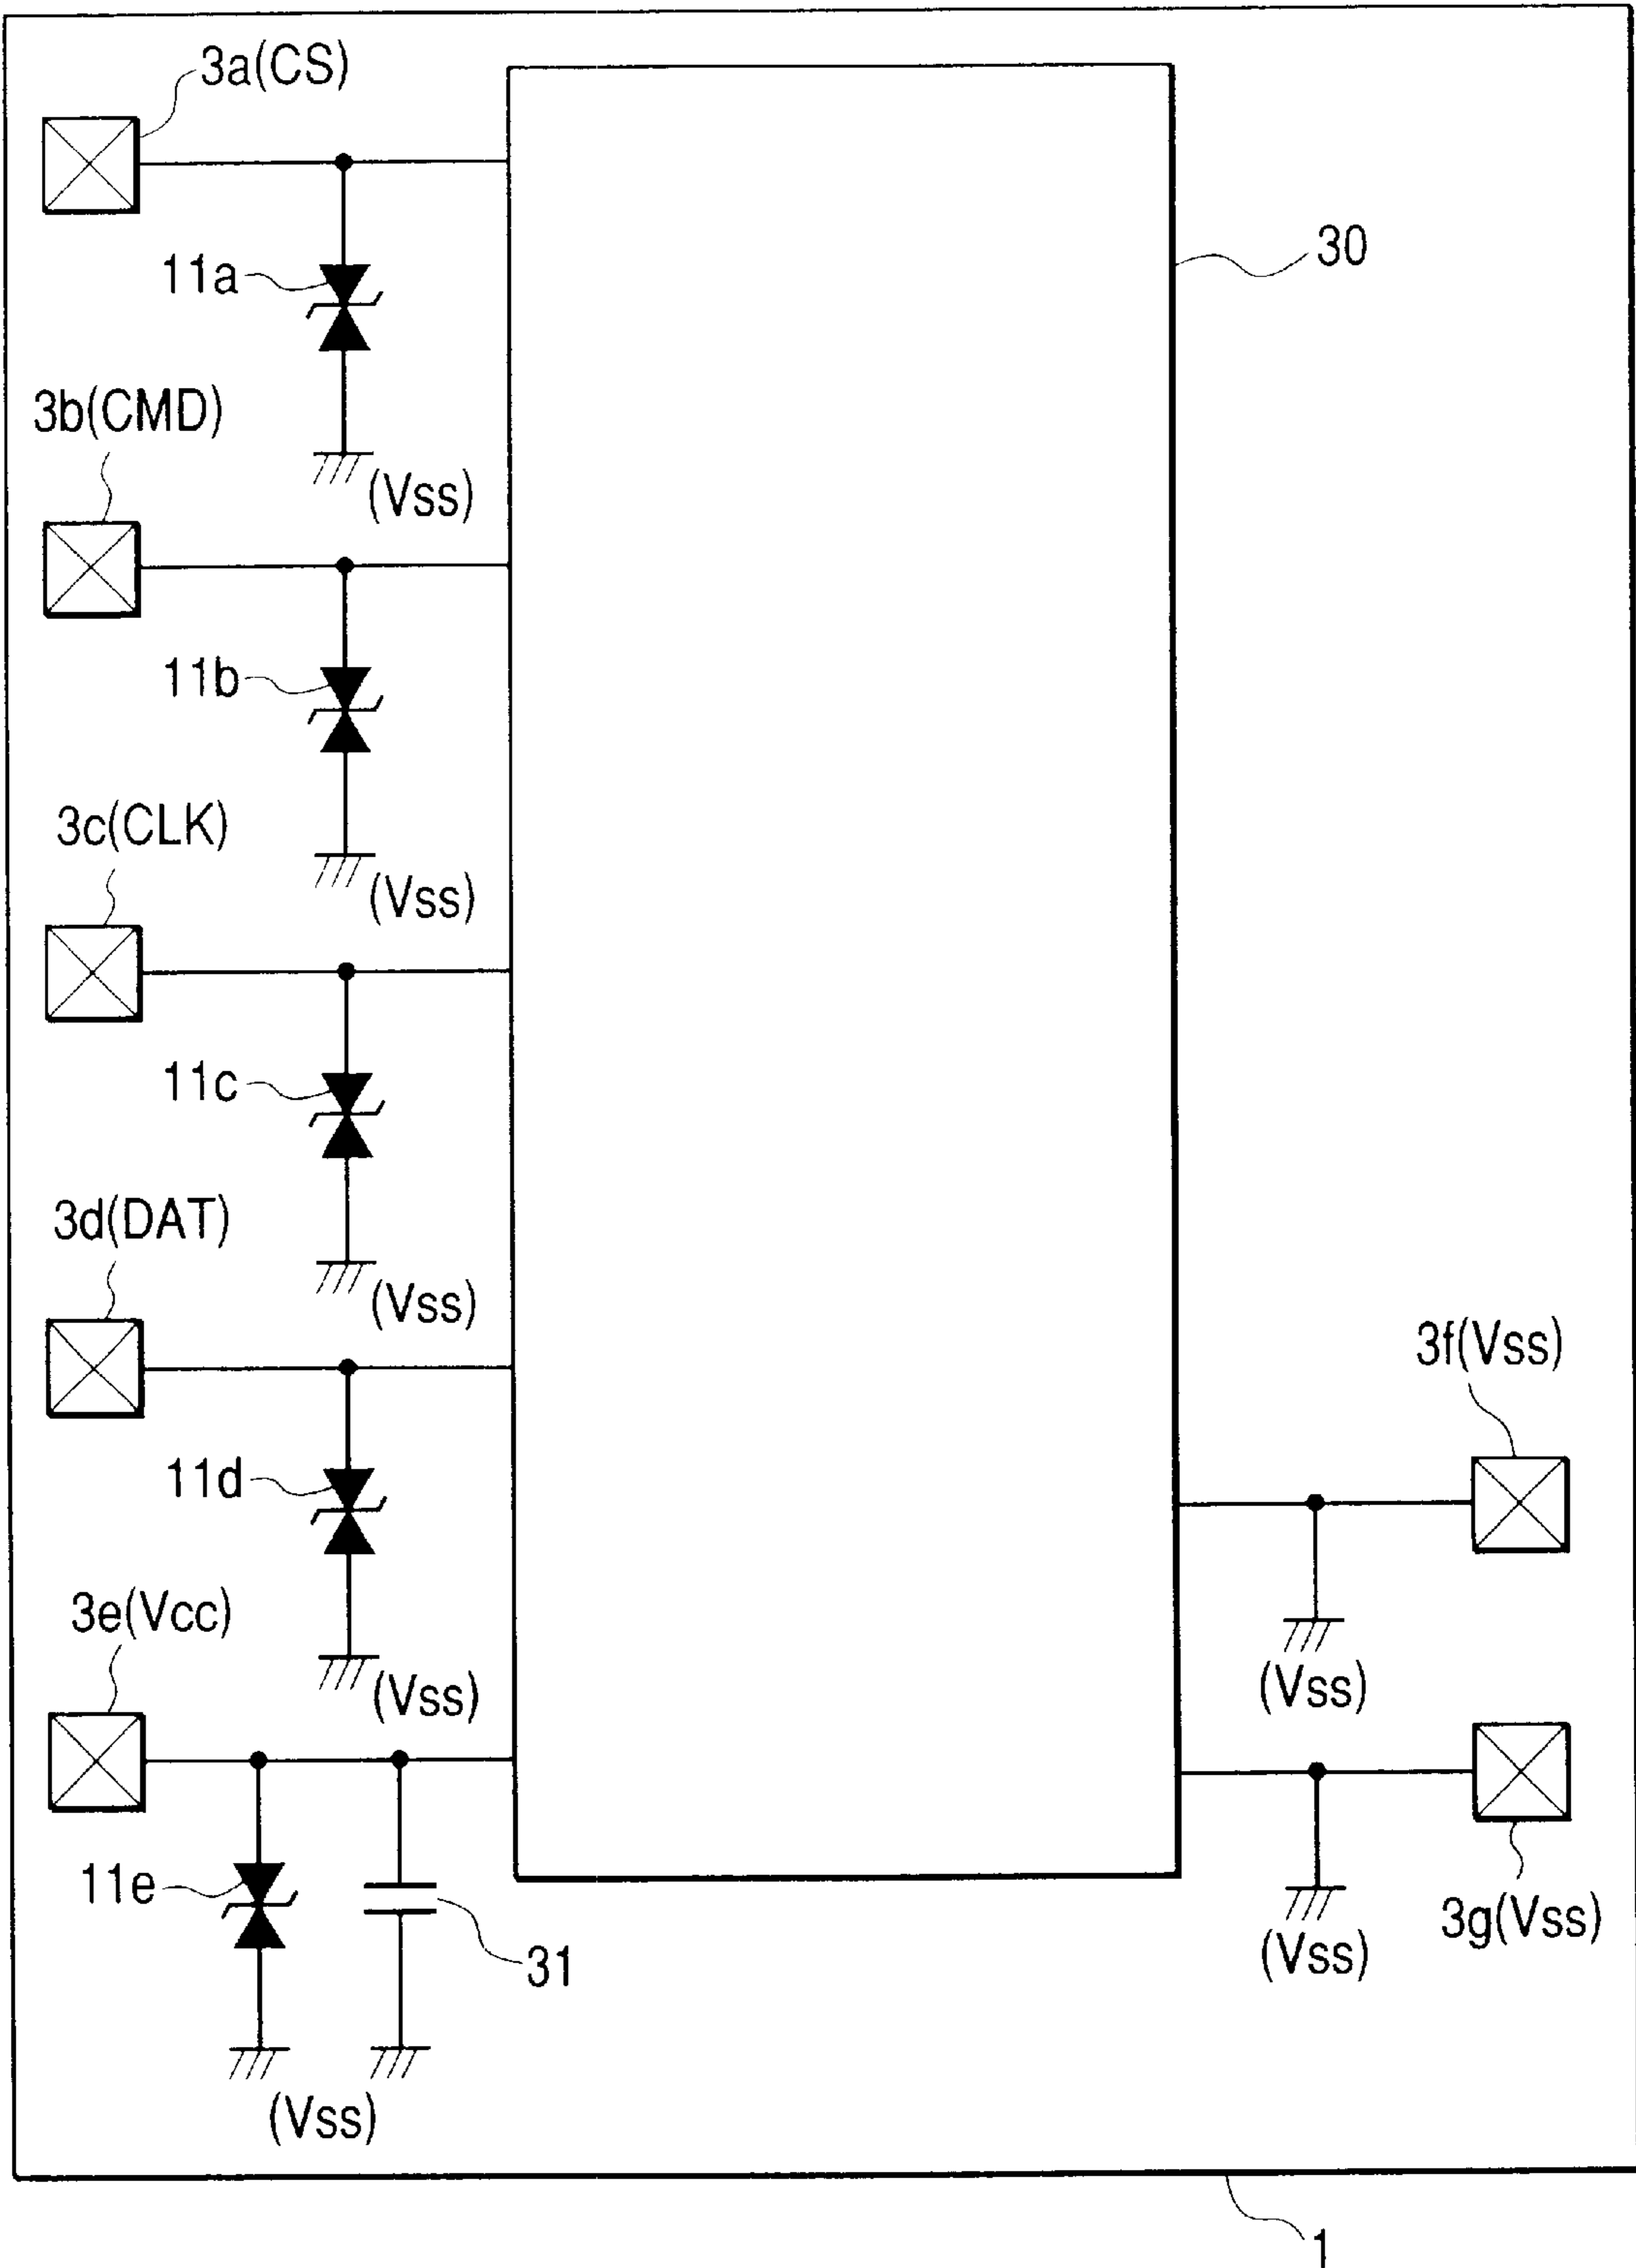 3a(CS)
30
11a
3b(CMD)
(Vss)
11b
3c(CLK)
(Vss)
11c
3d(DAT)
(Vss)
3f(Vss)
11d
3e(Vcc)
(Vss)
(Vss)
11e
31
3g(Vss)
(Vss)
(Vss)
1